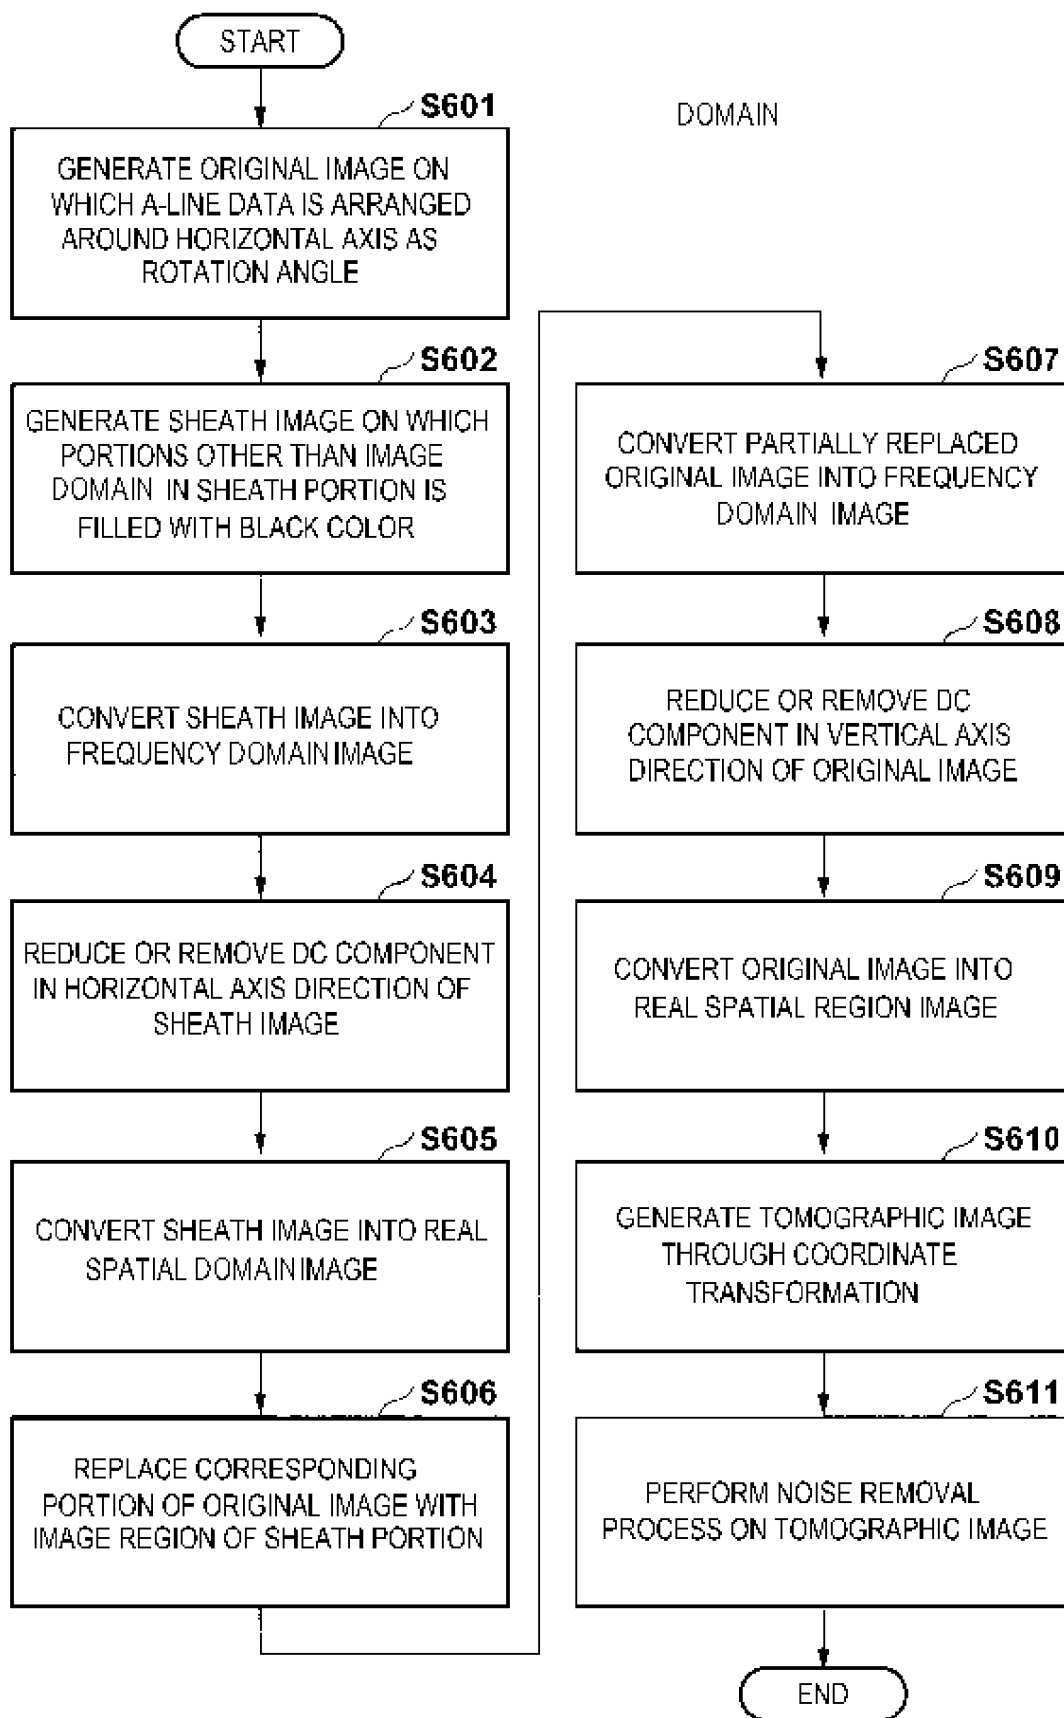 START
DOMAIN
S601
GENERATE ORIGINAL IMAGE ON
WHICH A-LINE DATA IS ARRANGED
AROUND HORIZONTAL AXIS AS
ROTATION ANGLE
S602
GENERATE SHEATH IMAGE ON WHICH
PORTIONS OTHER THAN IMAGE
DOMAIN IN SHEATH PORTION IS
FILLED WITH BLACK COLOR
S603
CONVERT SHEATH IMAGE INTO
FREQUENCY DOMAIN IMAGE
S604
REDUCE OR REMOVE DC COMPONENT
IN HORIZONTAL AXIS DIRECTION OF
SHEATH IMAGE
S605
CONVERT SHEATH IMAGE INTO REAL
SPATIAL DOMAIN IMAGE
S606
REPLACE CORRESPONDING
PORTION OF ORIGINAL IMAGE WITH
IMAGE REGION OF SHEATH PORTION
S607
CONVERT PARTIALLY REPLACED
ORIGINAL IMAGE INTO FREQUENCY
DOMAIN IMAGE
S608
REDUCE OR REMOVE DC
COMPONENT IN VERTICAL AXIS
DIRECTION OF ORIGINAL IMAGE
S609
CONVERT ORIGINAL IMAGE INTO
REAL SPATIAL REGION IMAGE
S610
GENERATE TOMOGRAPHIC IMAGE
THROUGH COORDINATE
TRANSFORMATION
S611
PERFORM NOISE REMOVAL
PROCESS ON TOMOGRAPHIC IMAGE
END